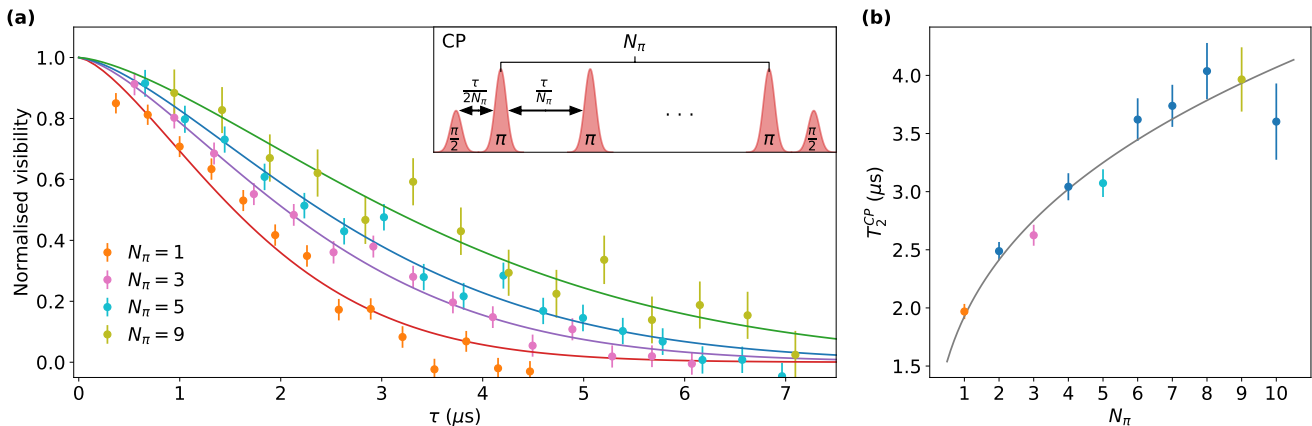 (a)
Normalised visibility
1.0
0.8
0.6
0.4
0.2
0.0
0 1 2 3 4 5 6 7
τ (μs)
N_π = 1
N_π = 3
N_π = 5
N_π = 9
CP
N_π
τ/2N_π
τ/N_π
π/2 π π . . . π π/2
(b)
T_2^CP (μs)
4.0
3.5
3.0
2.5
2.0
1.5
1 2 3 4 5 6 7 8 9 10
N_π